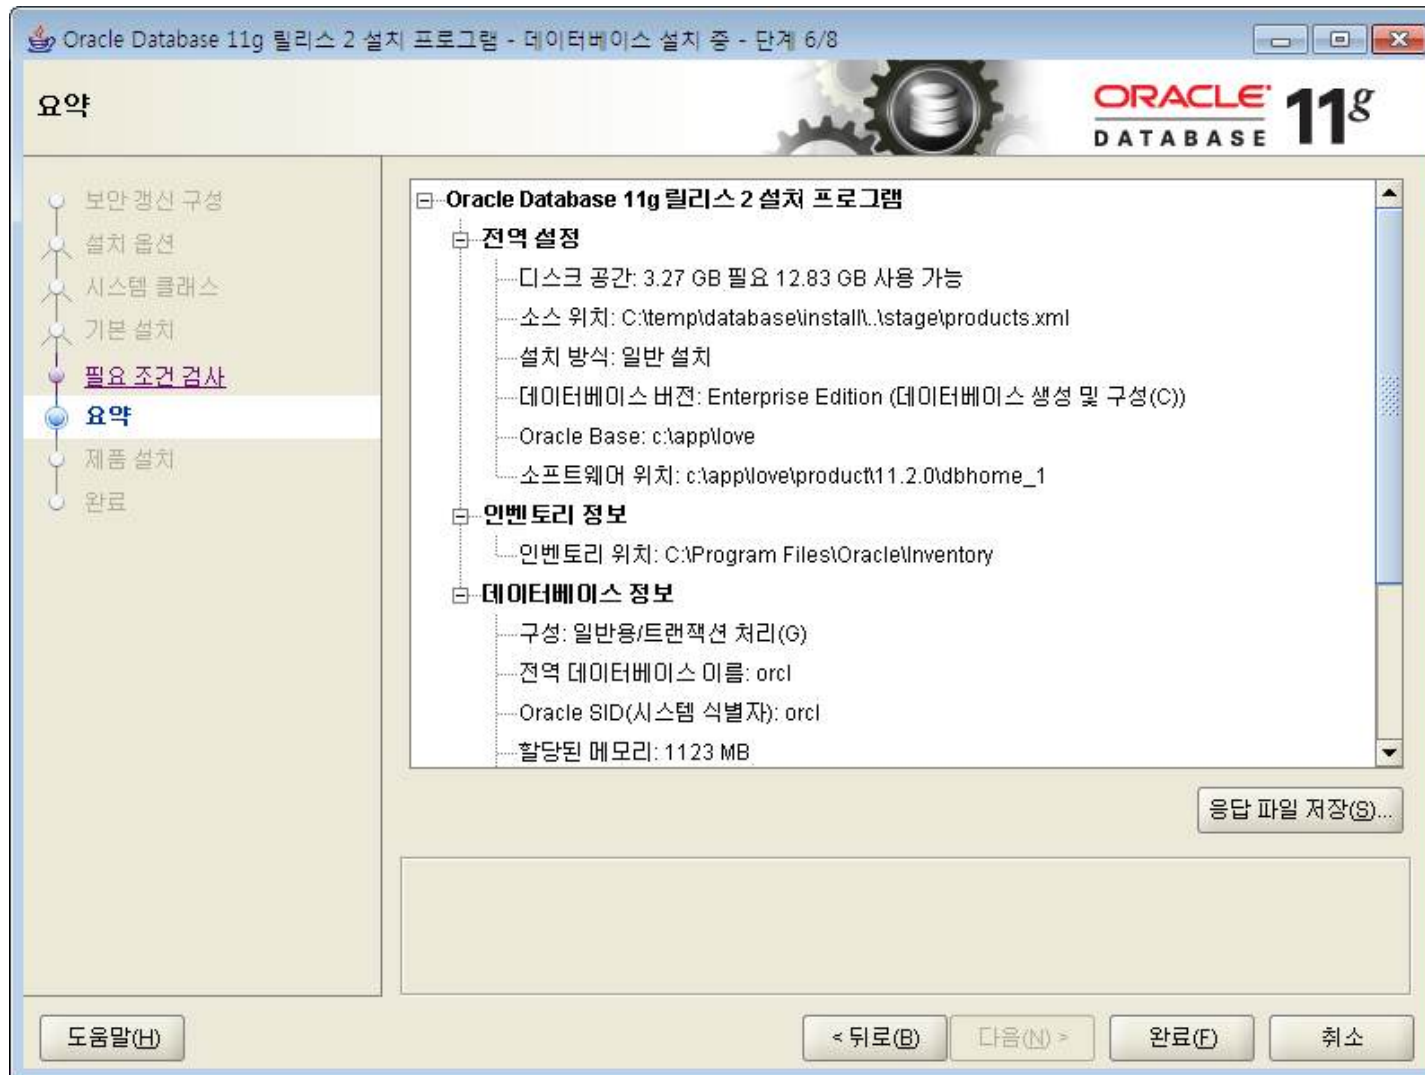 Oracle Database 11g 릴리스 2 설치 프로그램 - 데이터베이스 설치 중 - 단계 6/8
요약
ORACLE 11g
DATABASE
보안 갱신 구성
설치 옵션
시스템 클래스
기본 설치
필요 조건 검사
요약
제품 설치
완료
Oracle Database 11g 릴리스 2 설치 프로그램
전역 설정
디스크 공간: 3.27 GB 필요 12.83 GB 사용 가능
소스 위치: C:\temp\database\install\..\stage\products.xml
설치 방식: 일반 설치
데이터베이스 버전: Enterprise Edition (데이터베이스 생성 및 구성(C))
Oracle Base: c:\app\love
소프트웨어 위치: c:\app\love\product\11.2.0\dbhome_1
인벤토리 정보
인벤토리 위치: C:\Program Files\Oracle\Inventory
데이터베이스 정보
구성: 일반용/트랜잭션 처리(G)
전역 데이터베이스 이름: orcl
Oracle SID(시스템 식별자): orcl
할당된 메모리: 1123 MB
응답 파일 저장(S)...
도움말(H)
< 뒤로(B)
다음(N) >
완료(F)
취소